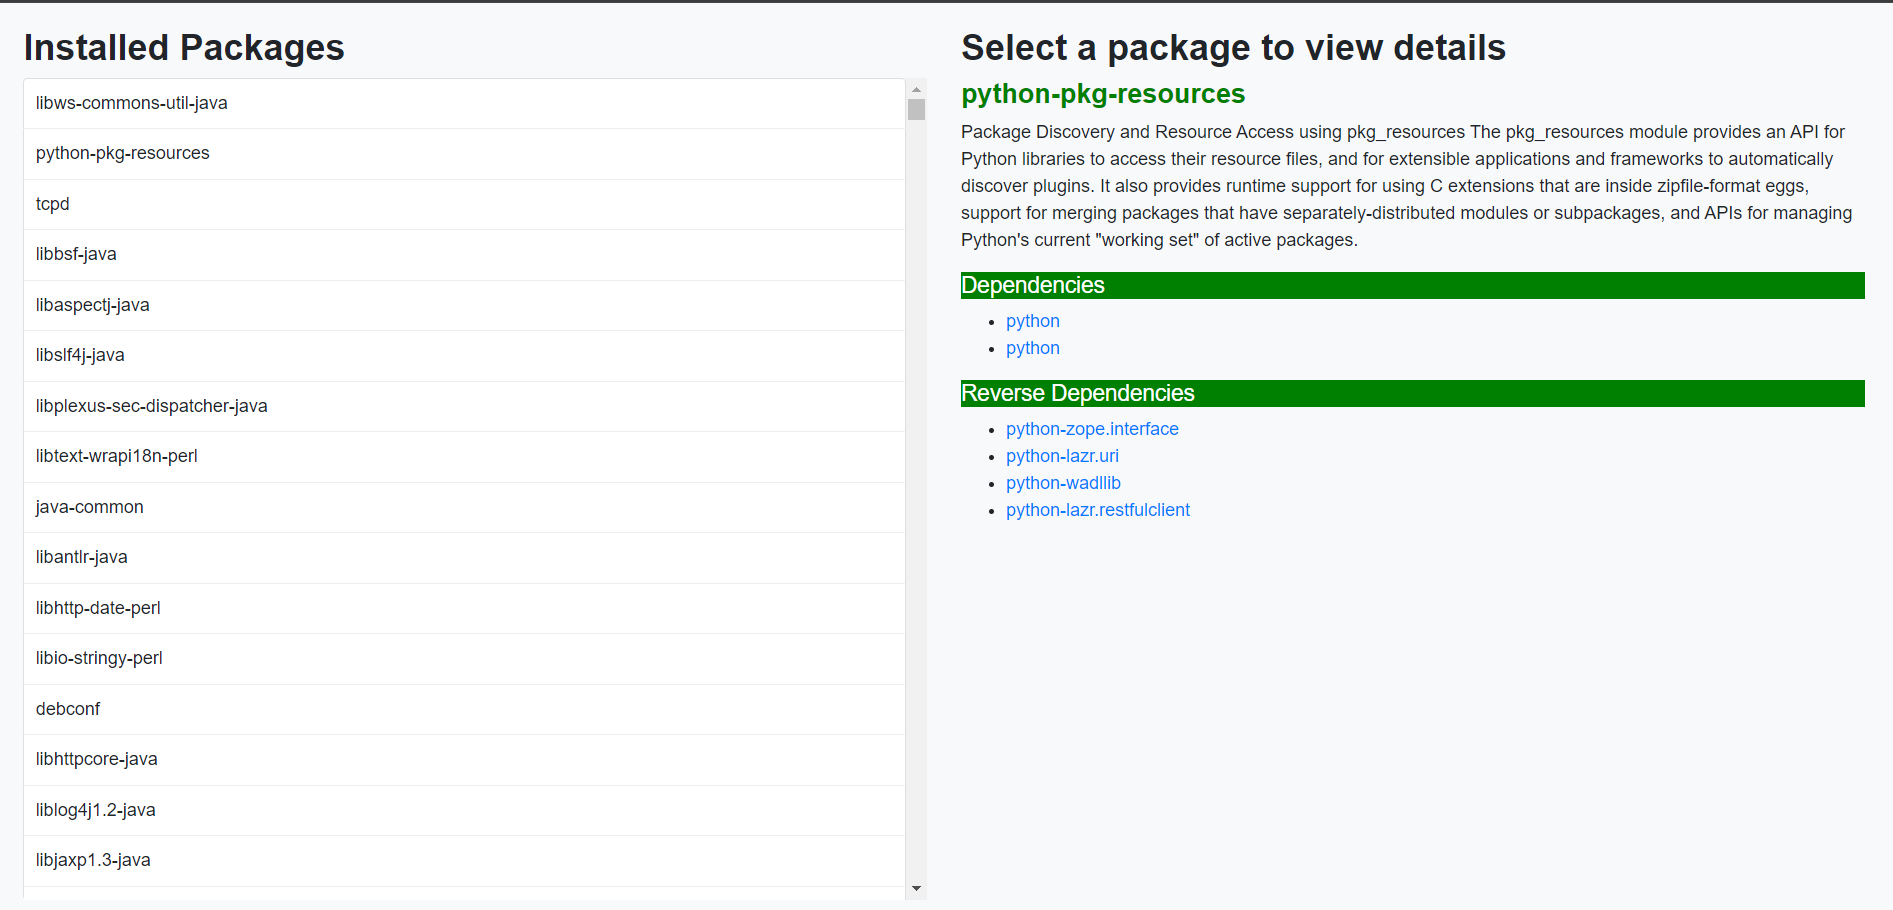 Installed Packages
libws-commons-util-java
python-pkg-resources
tcpd
libbsf-java
libaspectj-java
libslf4j-java
libplexus-sec-dispatcher-java
libtext-wrapi18n-perl
java-common
libantlr-java
libhttp-date-perl
libio-stringy-perl
debconf
libhttpcore-java
liblog4j1.2-java
libjaxp1.3-java
Select a package to view details
python-pkg-resources
Package Discovery and Resource Access using pkg_resources The pkg_resources module provides an API for
Python libraries to access their resource files, and for extensible applications and frameworks to automatically
discover plugins. It also provides runtime support for using C extensions that are inside zipfile-format eggs,
support for merging packages that have separately-distributed modules or subpackages, and APIs for managing
Python's current "working set" of active packages.
Dependencies
python
python
Reverse Dependencies
python-zope.interface
python-lazr.uri
python-wadllib
python-lazr.restfulclient